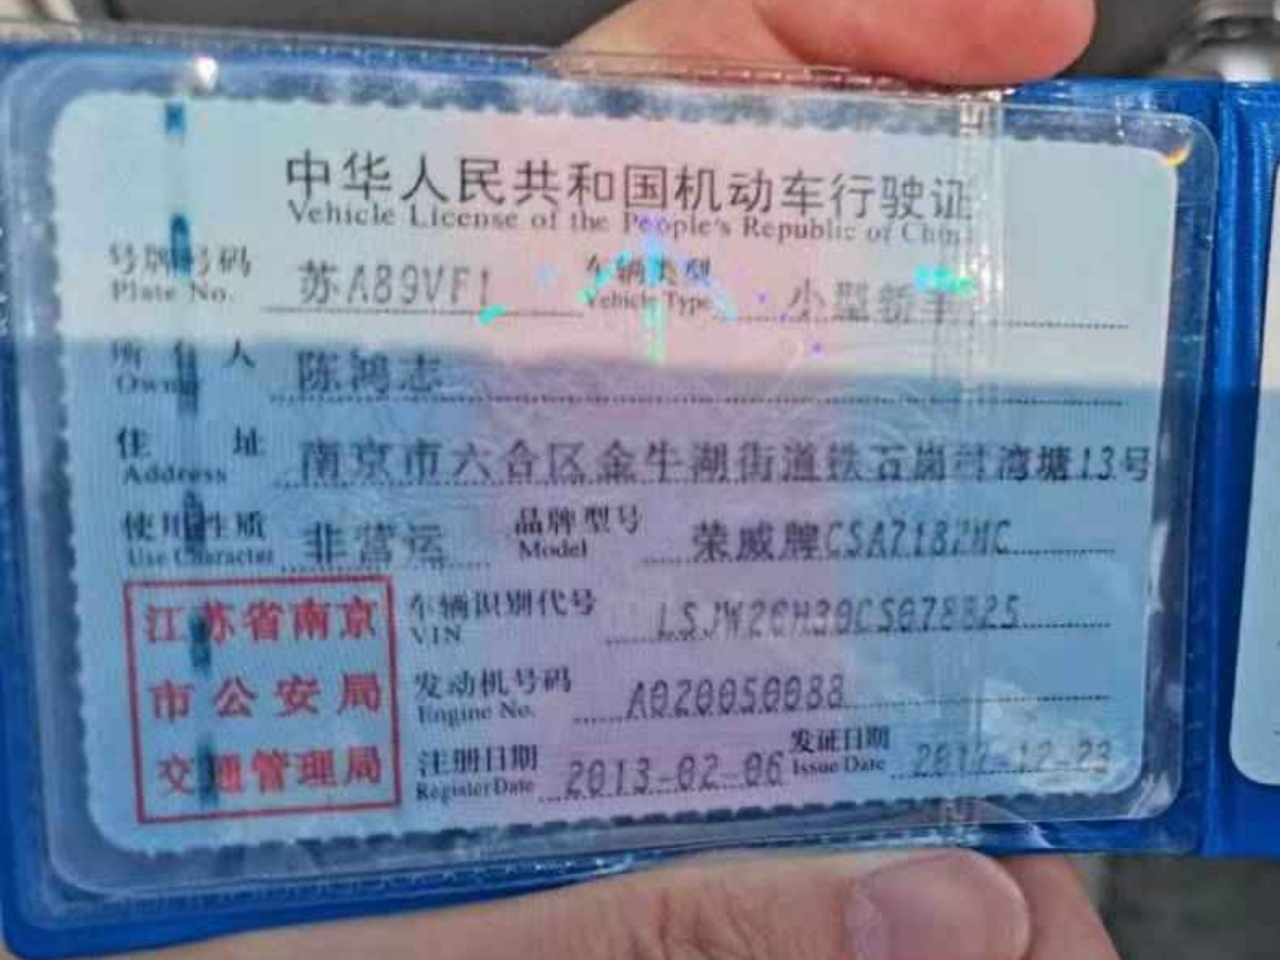 中华人民共和国机动车行驶证
Vehicle License of the People's Republic of China
号牌号码 苏A89VF1 车辆类型 小型轿车
Plate No. Vehicle Type
所有人 陈鸿志
Owner
住址 南京市六合区金牛湖街道铁石岗村湾塘13号
Address
使用性质 非营运 品牌型号 荣威牌CSA7182MC
Use Character Model
江苏省南京
市公安局
交通管理局
车辆识别代号
VIN
发动机号码 A020050088
Engine No.
注册日期 2013-02-06 发证日期
Register Date Issue Date